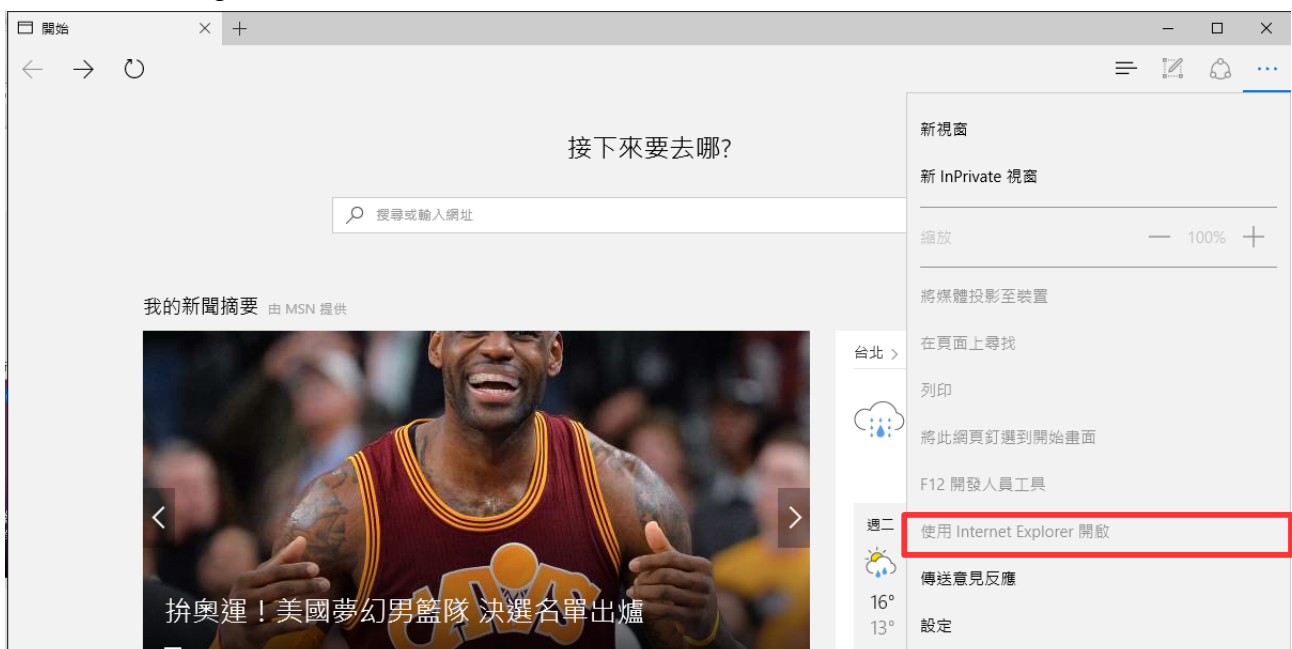 開始
接下來要去哪?
搜尋或輸入網址
我的新聞摘要 由 MSN 提供
拚奧運！美國夢幻男籃隊 決選名單出爐
台北
週二
16°
13°
新視窗
新 InPrivate 視窗
縮放 100%
將媒體投影至裝置
在頁面上尋找
列印
將此網頁釘選到開始畫面
F12 開發人員工具
使用 Internet Explorer 開啟
傳送意見反應
設定